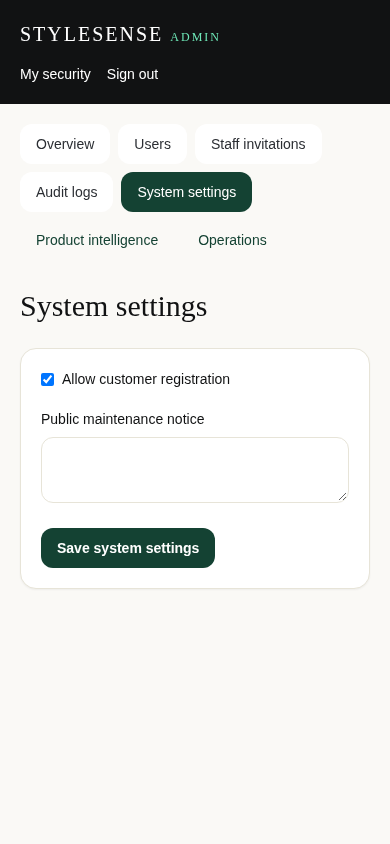 STYLESENSE ADMIN
My security Sign out
Overview Users Staff invitations
Audit logs System settings
Product intelligence Operations
System settings
Allow customer registration
Public maintenance notice
Save system settings